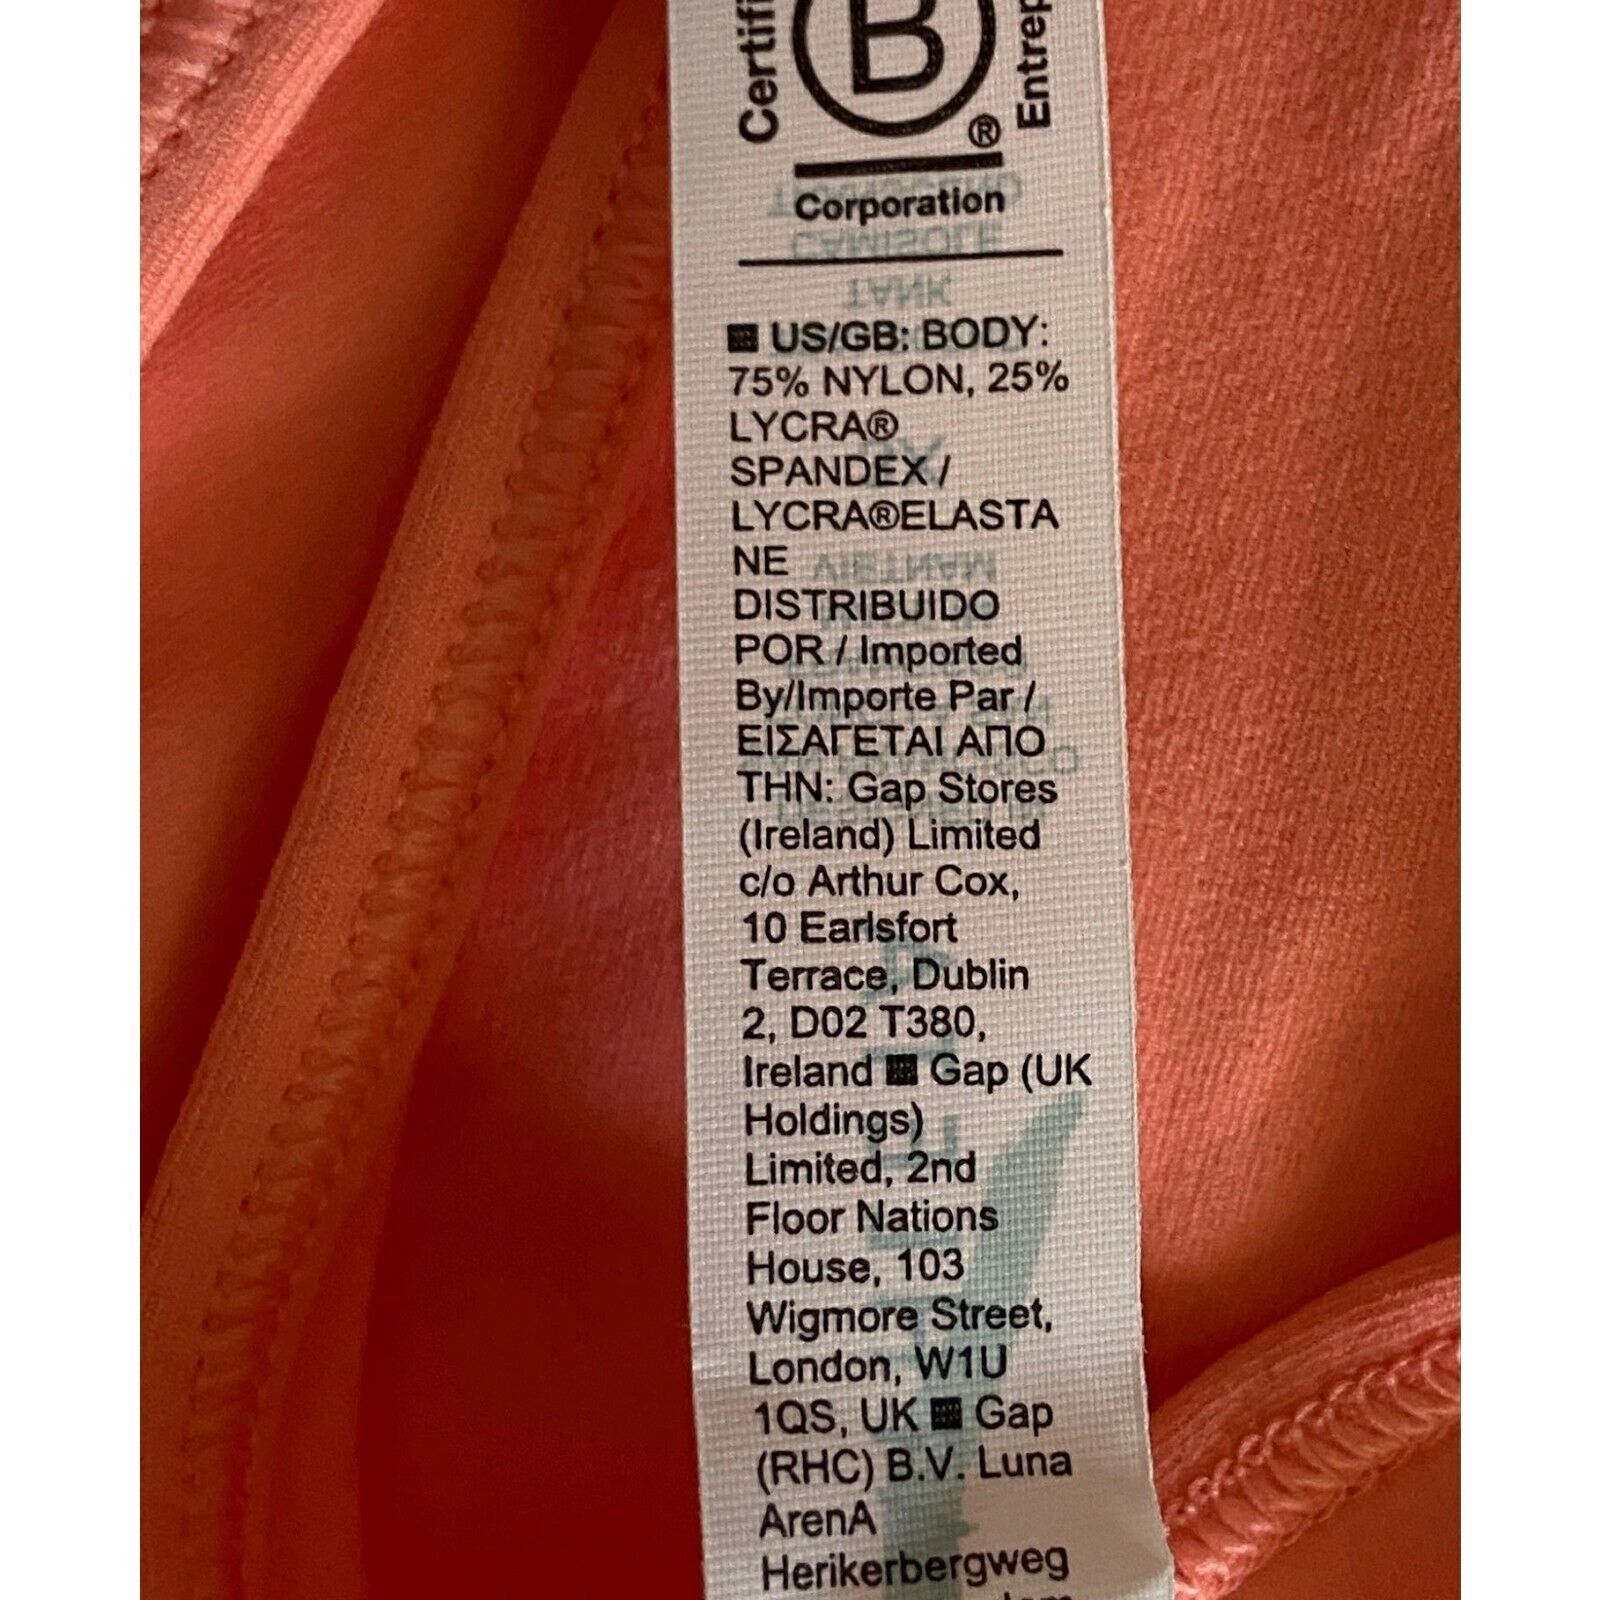 Certifi
B
®
Entrep
Corporation
US/GB: BODY:
75% NYLON, 25%
LYCRA®
SPANDEX /
LYCRA®ELASTA
NE
DISTRIBUIDO
POR / Imported
By/Importe Par /
ΕΙΣΑΓΕΤΑΙ ΑΠΟ
ΤΗΝ: Gap Stores
(Ireland) Limited
c/o Arthur Cox,
10 Earlsfort
Terrace, Dublin
2, D02 T380,
Ireland ■ Gap (UK
Holdings)
Limited, 2nd
Floor Nations
House, 103
Wigmore Street,
London, W1U
1QS, UK ■ Gap
(RHC) B.V. Luna
ArenA
Herikerbergweg